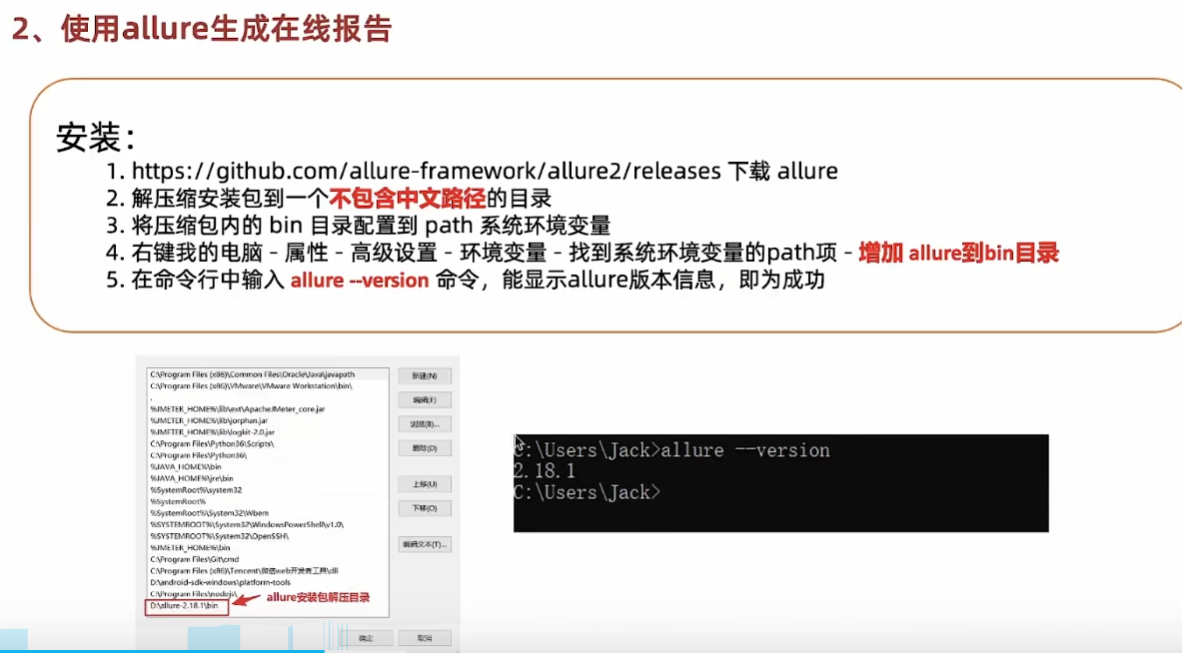 2、使用allure生成在线报告
安装：
1. https://github.com/allure-framework/allure2/releases 下载 allure
2. 解压缩安装包到一个不包含中文路径的目录
3. 将压缩包内的 bin 目录配置到 path 系统环境变量
4. 右键我的电脑 - 属性 - 高级设置 - 环境变量 - 找到系统环境变量的path项 - 增加 allure到bin目录
5. 在命令行中输入 allure --version 命令，能显示allure版本信息，即为成功
C:\Program Files (x86)\Common Files\Oracle\Java\javapath
C:\Program Files (x86)\VMware\VMware Workstation\bin\
.
%JMETER_HOME%\lib\ext\ApacheJMeter_core.jar
%JMETER_HOME%\lib\jorphan.jar
%JMETER_HOME%\lib\logkit-2.0.jar
C:\Program Files\Python36\Scripts\
C:\Program Files\Python36\
%JAVA_HOME%\bin
%JAVA_HOME%\jre\bin
%SystemRoot%\system32
%SystemRoot%
%SystemRoot%\System32\Wbem
%SYSTEMROOT%\System32\WindowsPowerShell\v1.0\
%SYSTEMROOT%\System32\OpenSSH\
%JMETER_HOME%\bin
C:\Program Files\Git\cmd
C:\Program Files (x86)\Tencent\微信web开发者工具\dll
D:\android-sdk-windows\platform-tools
C:\Program Files\nodejs\
D:\allure-2.18.1\bin
allure安装包解压目录
新建(N)
编辑(E)
浏览(B)...
删除(D)
上移(U)
下移(O)
编辑文本(T)...
确定
取消
C:\Users\Jack>allure --version
2.18.1
C:\Users\Jack>